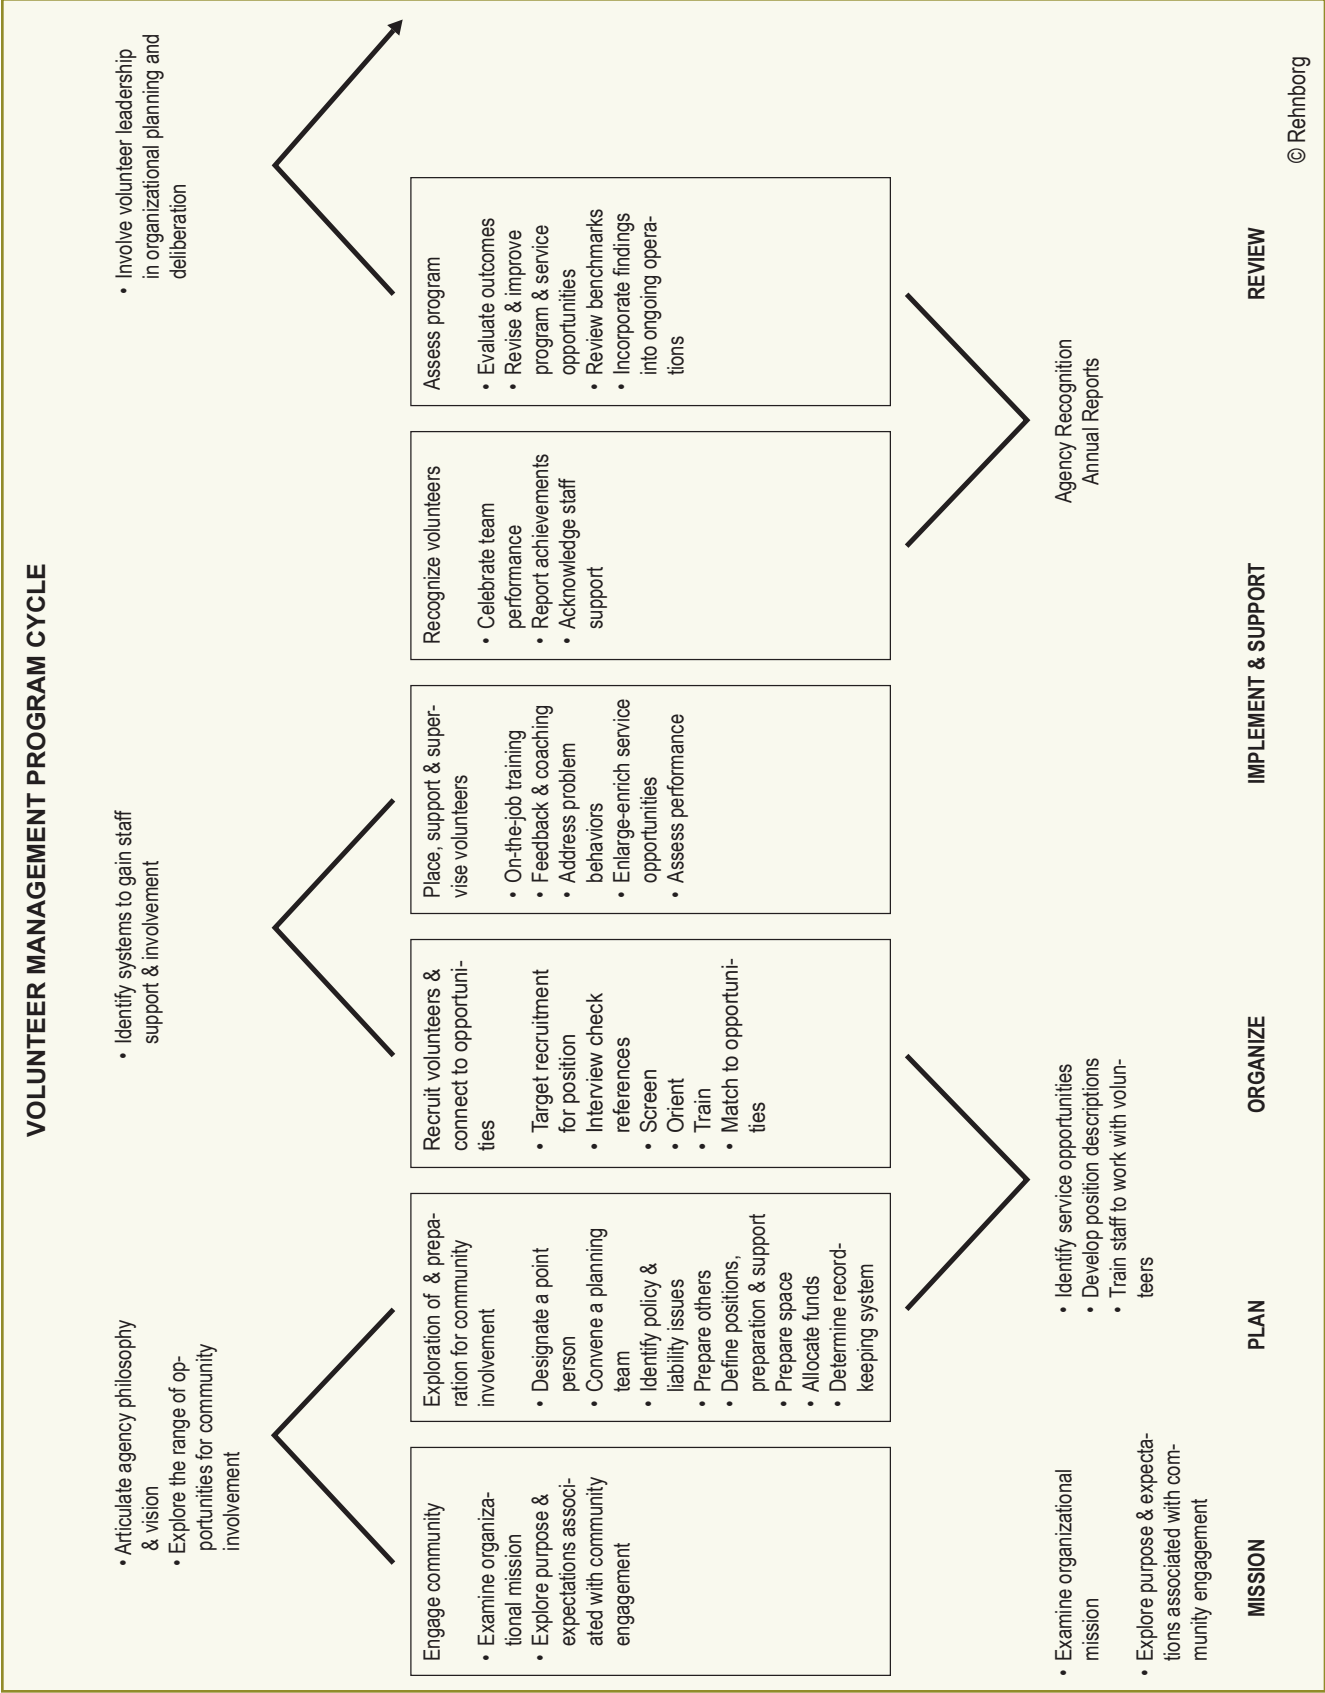 VOLUNTEER MANAGEMENT PROGRAM CYCLE
• Articulate agency philosophy
& vision
• Explore the range of op-
portunities for community
involvement
• Identify systems to gain staff
support & involvement
• Involve volunteer leadership
in organizational planning and
deliberation
Engage community
• Examine organiza-
tional mission
• Explore purpose &
expectations associ-
ated with community
engagement
Exploration of & prepa-
ration for community
involvement
• Designate a point
person
• Convene a planning
team
• Identify policy &
liability issues
• Prepare others
• Define positions,
preparation & support
• Prepare space
• Allocate funds
• Determine record-
keeping system
Recruit volunteers &
connect to opportuni-
ties
• Target recruitment
for position
• Interview check
references
• Screen
• Orient
• Train
• Match to opportuni-
ties
Place, support & super-
vise volunteers
• On-the-job training
• Feedback & coaching
• Address problem
behaviors
• Enlarge-enrich service
opportunities
• Assess performance
Recognize volunteers
• Celebrate team
performance
• Report achievements
• Acknowledge staff
support
Assess program
• Evaluate outcomes
• Revise & improve
program & service
opportunities
• Review benchmarks
• Incorporate findings
into ongoing opera-
tions
• Examine organizational
mission
• Explore purpose & expecta-
tions associated with com-
munity engagement
• Identify service opportunities
• Develop position descriptions
• Train staff to work with volun-
teers
Agency Recognition
Annual Reports
MISSION
PLAN
ORGANIZE
IMPLEMENT & SUPPORT
REVIEW
© Rehnborg